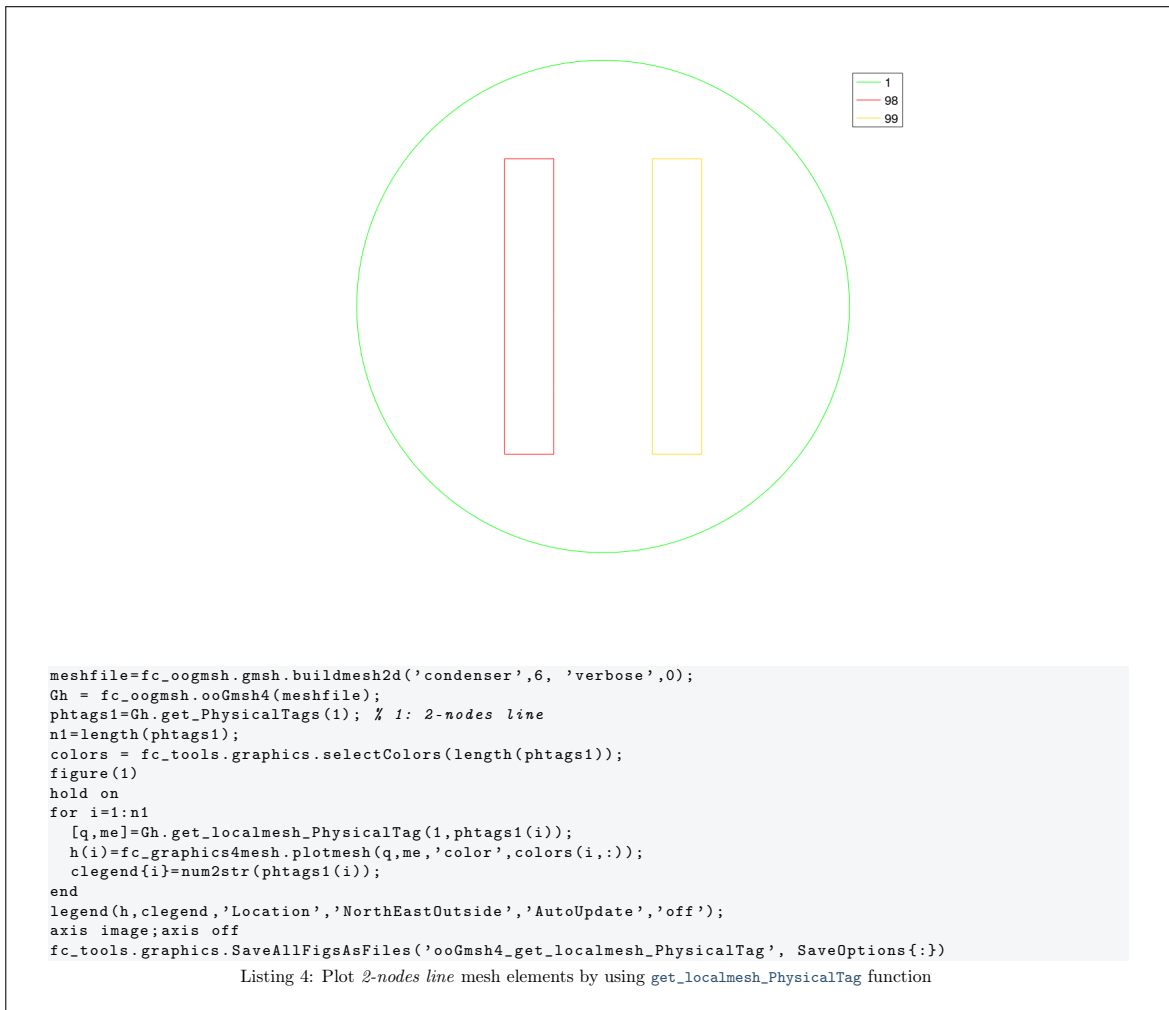 1
98
99
meshfile=fc_oogmsh.gmsh.buildmesh2d('condenser',6, 'verbose',0);
Gh = fc_oogmsh.ooGmsh4(meshfile);
phtags1=Gh.get_PhysicalTags(1); % 1: 2-nodes line
n1=length(phtags1);
colors = fc_tools.graphics.selectColors(length(phtags1));
figure(1)
hold on
for i=1:n1
  [q,me]=Gh.get_localmesh_PhysicalTag(1,phtags1(i));
  h(i)=fc_graphics4mesh.plotmesh(q,me,'color',colors(i,:));
  clegend{i}=num2str(phtags1(i));
end
legend(h,clegend,'Location','NorthEastOutside','AutoUpdate','off');
axis image;axis off
fc_tools.graphics.SaveAllFigsAsFiles('ooGmsh4_get_localmesh_PhysicalTag', SaveOptions{:})
Listing 4: Plot 2-nodes line mesh elements by using get_localmesh_PhysicalTag function